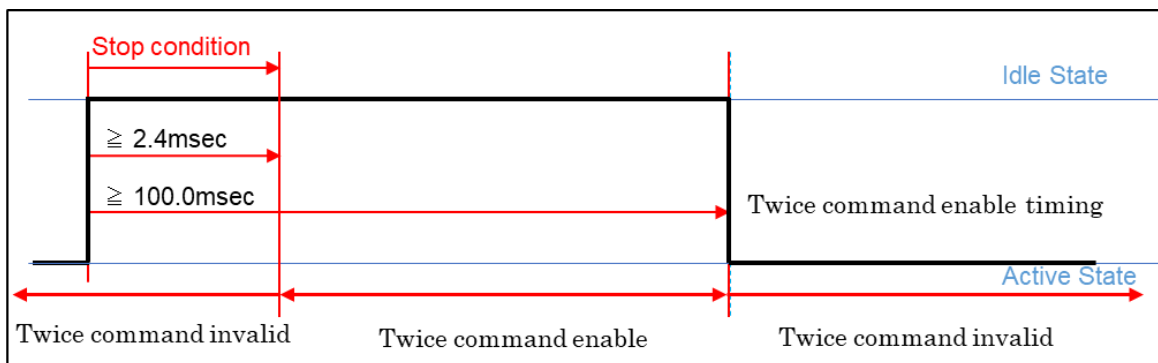 Stop condition
Idle State
≧ 2.4msec
≧ 100.0msec
Twice command enable timing
Active State
Twice command invalid
Twice command enable
Twice command invalid